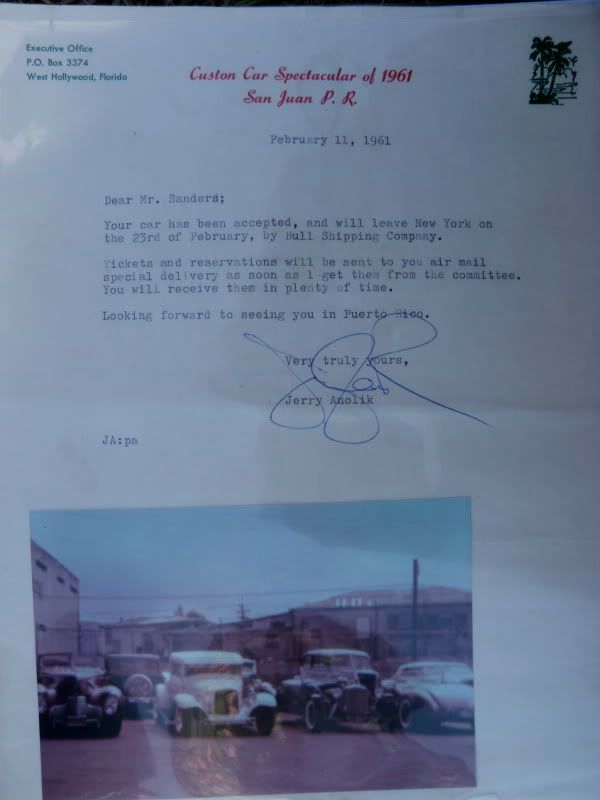 Executive Office
P.O. Box 3374
West Hollywood, Florida
Custon Car Spectacular of 1961
San Juan P. R.
February 11, 1961
Dear Mr. Sanders;
Your car has been accepted, and will leave New York on
the 23rd of February, by Bull Shipping Company.
Tickets and reservations will be sent to you air mail
special delivery as soon as I get them from the committee.
You will receive them in plenty of time.
Looking forward to seeing you in Puerto Rico.
Very truly yours,
Jerry Anolik
JA:pa